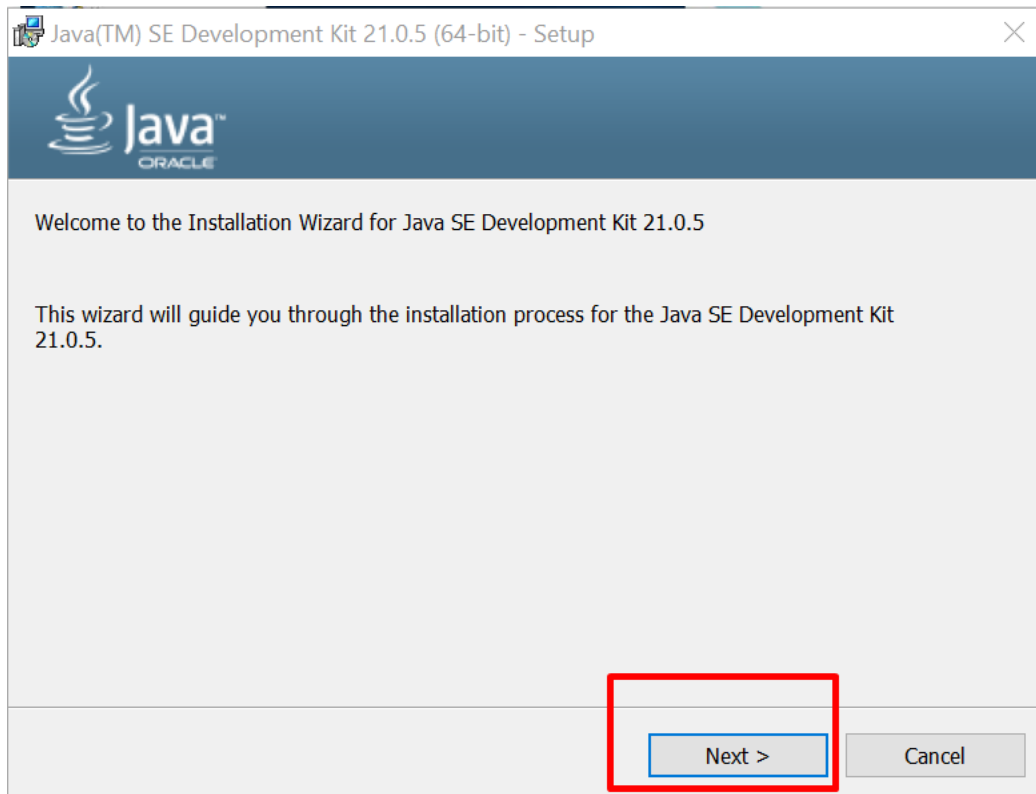 Java(TM) SE Development Kit 21.0.5 (64-bit) - Setup
Java™
ORACLE
Welcome to the Installation Wizard for Java SE Development Kit 21.0.5
This wizard will guide you through the installation process for the Java SE Development Kit
21.0.5.
Next >
Cancel